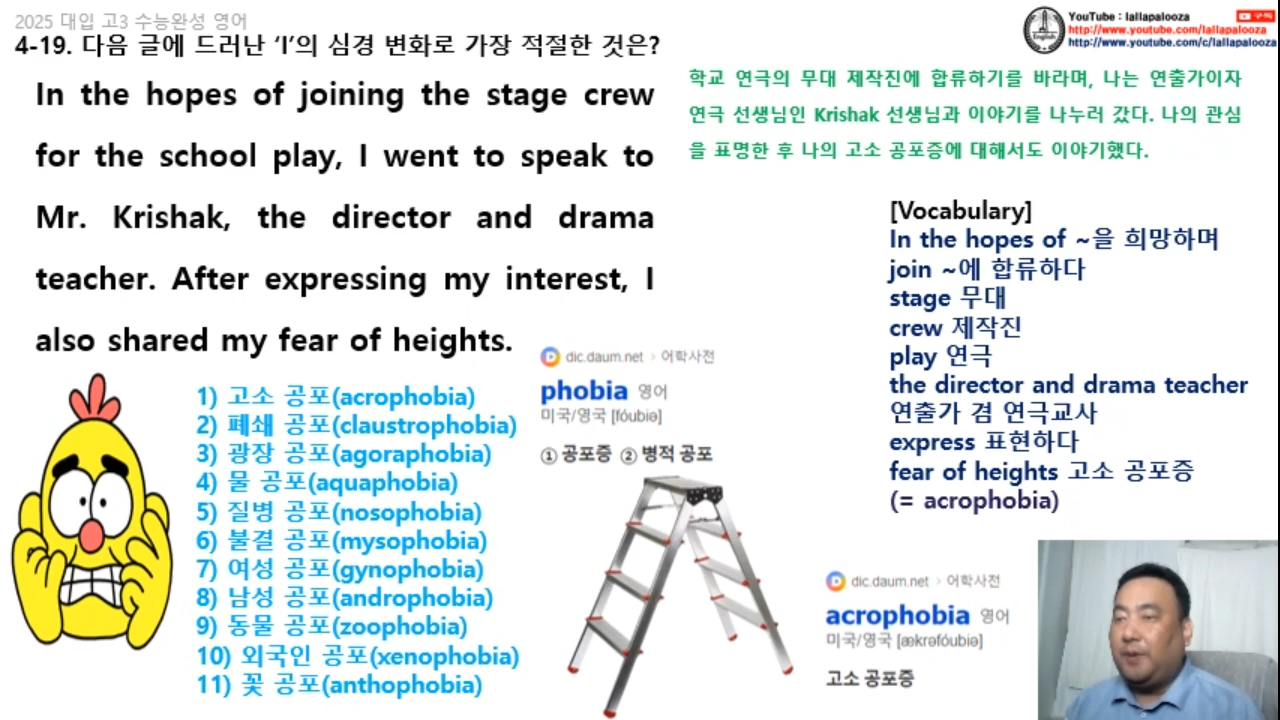 2025 대입 고3 수능완성 영어
4-19. 다음 글에 드러난 ‘I’의 심경 변화로 가장 적절한 것은?
In the hopes of joining the stage crew
for the school play, I went to speak to
Mr. Krishak, the director and drama
teacher. After expressing my interest, I
also shared my fear of heights.
YouTube : lallapalooza
구독
http://www.youtube.com/lallapalooza
http://www.youtube.com/c/lallapalooza
학교 연극의 무대 제작진에 합류하기를 바라며, 나는 연출가이자
연극 선생님인 Krishak 선생님과 이야기를 나누러 갔다. 나의 관심
을 표명한 후 나의 고소 공포증에 대해서도 이야기했다.
[Vocabulary]
In the hopes of ~을 희망하며
join ~에 합류하다
stage 무대
crew 제작진
play 연극
the director and drama teacher
연출가 겸 연극교사
express 표현하다
fear of heights 고소 공포증
(= acrophobia)
1) 고소 공포(acrophobia)
2) 폐쇄 공포(claustrophobia)
3) 광장 공포(agoraphobia)
4) 물 공포(aquaphobia)
5) 질병 공포(nosophobia)
6) 불결 공포(mysophobia)
7) 여성 공포(gynophobia)
8) 남성 공포(androphobia)
9) 동물 공포(zoophobia)
10) 외국인 공포(xenophobia)
11) 꽃 공포(anthophobia)
dic.daum.net › 어학사전
phobia 영어
미국/영국 [fóubiə]
① 공포증 ② 병적 공포
dic.daum.net › 어학사전
acrophobia 영어
미국/영국 [ækrəfóubiə]
고소 공포증